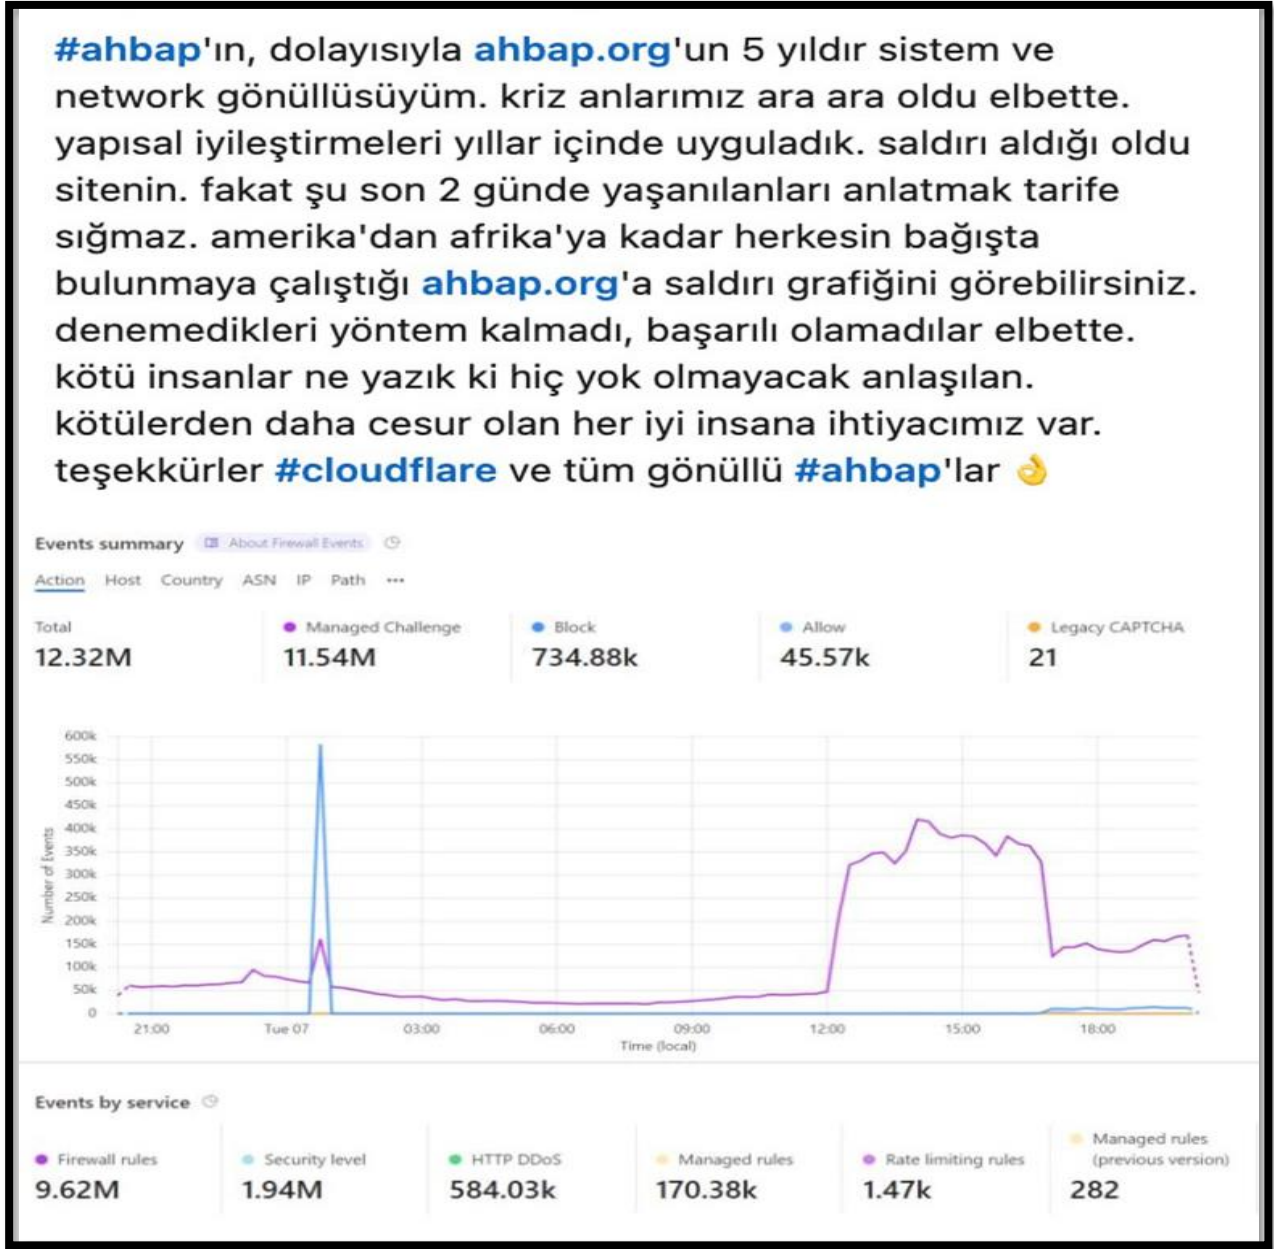 #ahbap'ın, dolayısıyla ahbap.org'un 5 yıldır sistem ve
network gönüllüsüyüm. kriz anlarımız ara ara oldu elbette.
yapısal iyileştirmeleri yıllar içinde uyguladık. saldırı aldığı oldu
sitenin. fakat şu son 2 günde yaşanılanları anlatmak tarife
sığmaz. amerika'dan afrika'ya kadar herkesin bağışta
bulunmaya çalıştığı ahbap.org'a saldırı grafiğini görebilirsiniz.
denemedikleri yöntem kalmadı, başarılı olamadılar elbette.
kötü insanlar ne yazık ki hiç yok olmayacak anlaşılan.
kötülerden daha cesur olan her iyi insana ihtiyacımız var.
teşekkürler #cloudflare ve tüm gönüllü #ahbap'lar 👌
Events summary About Firewall Events
Action Host Country ASN IP Path ...
Total Managed Challenge Block Allow Legacy CAPTCHA
12.32M 11.54M 734.88k 45.57k 21
600k
550k
500k
450k
400k
350k
300k
250k
200k
150k
100k
50k
0
Number of Events
21:00 Tue 07 03:00 06:00 09:00 12:00 15:00 18:00
Time (local)
Events by service
Firewall rules Security level HTTP DDoS Managed rules Rate limiting rules Managed rules
(previous version)
9.62M 1.94M 584.03k 170.38k 1.47k 282